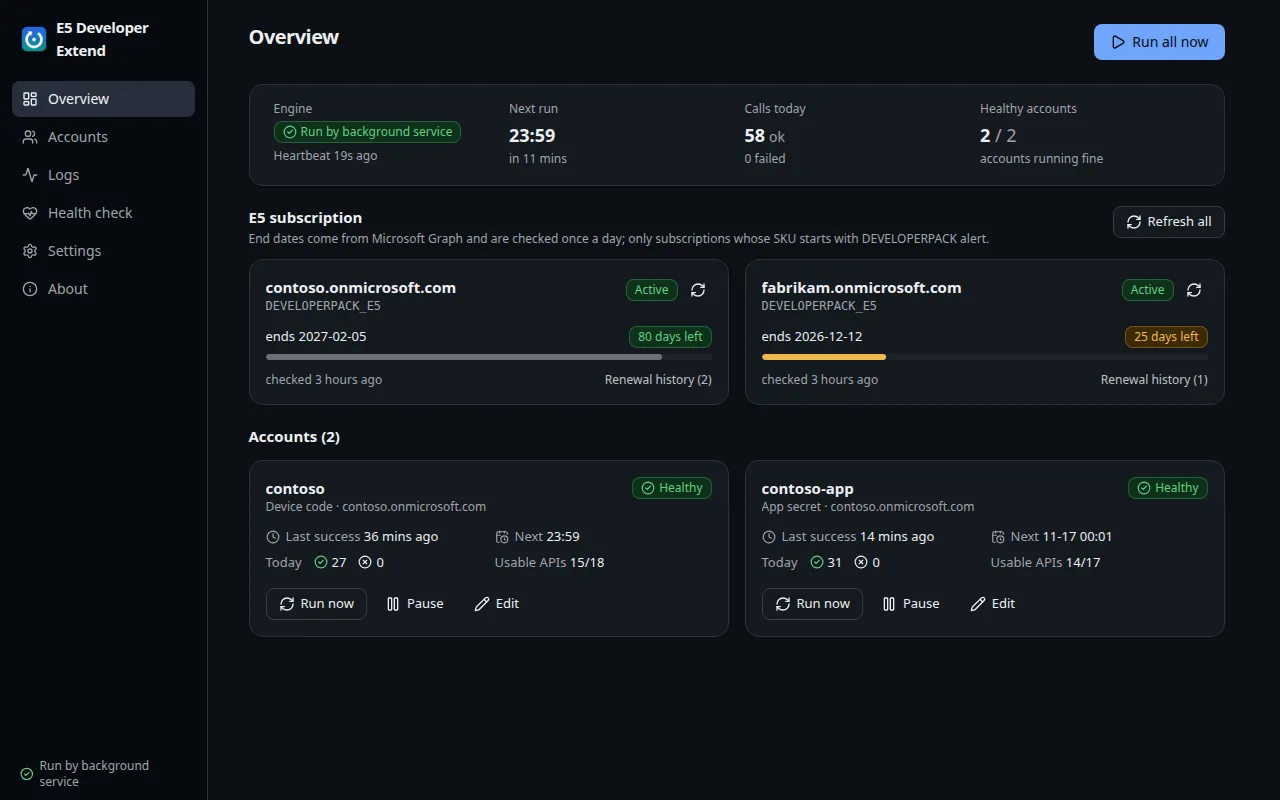 E5 Developer
Extend
Overview
Accounts
Logs
Health check
Settings
About
Run by background
service
Overview
Run all now
Engine
Run by background service
Heartbeat 19s ago
Next run
23:59
in 11 mins
Calls today
58 ok
0 failed
Healthy accounts
2 / 2
accounts running fine
E5 subscription
End dates come from Microsoft Graph and are checked once a day; only subscriptions whose SKU starts with DEVELOPERPACK alert.
Refresh all
contoso.onmicrosoft.com
Active
DEVELOPERPACK_E5
ends 2027-02-05
80 days left
checked 3 hours ago
Renewal history (2)
fabrikam.onmicrosoft.com
Active
DEVELOPERPACK_E5
ends 2026-12-12
25 days left
checked 3 hours ago
Renewal history (1)
Accounts (2)
contoso
Healthy
Device code · contoso.onmicrosoft.com
Last success 36 mins ago
Next 23:59
Today 27 0
Usable APIs 15/18
Run now
Pause
Edit
contoso-app
Healthy
App secret · contoso.onmicrosoft.com
Last success 14 mins ago
Next 11-17 00:01
Today 31 0
Usable APIs 14/17
Run now
Pause
Edit